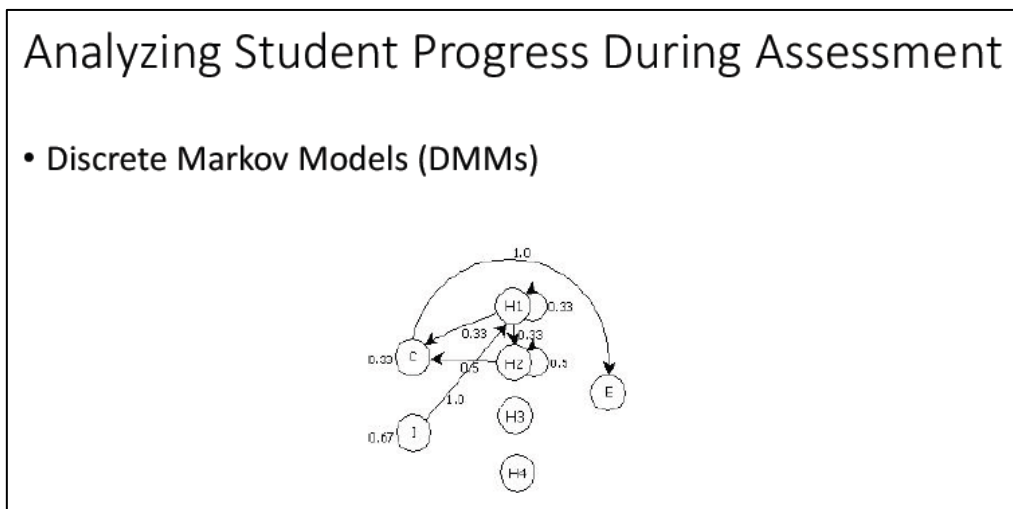 Analyzing Student Progress During Assessment
• Discrete Markov Models (DMMs)
1.0
H1
0.33
0.33
0.33
C
0.33
H2
0.5
0.5
E
1.0
H3
I
0.67
H4